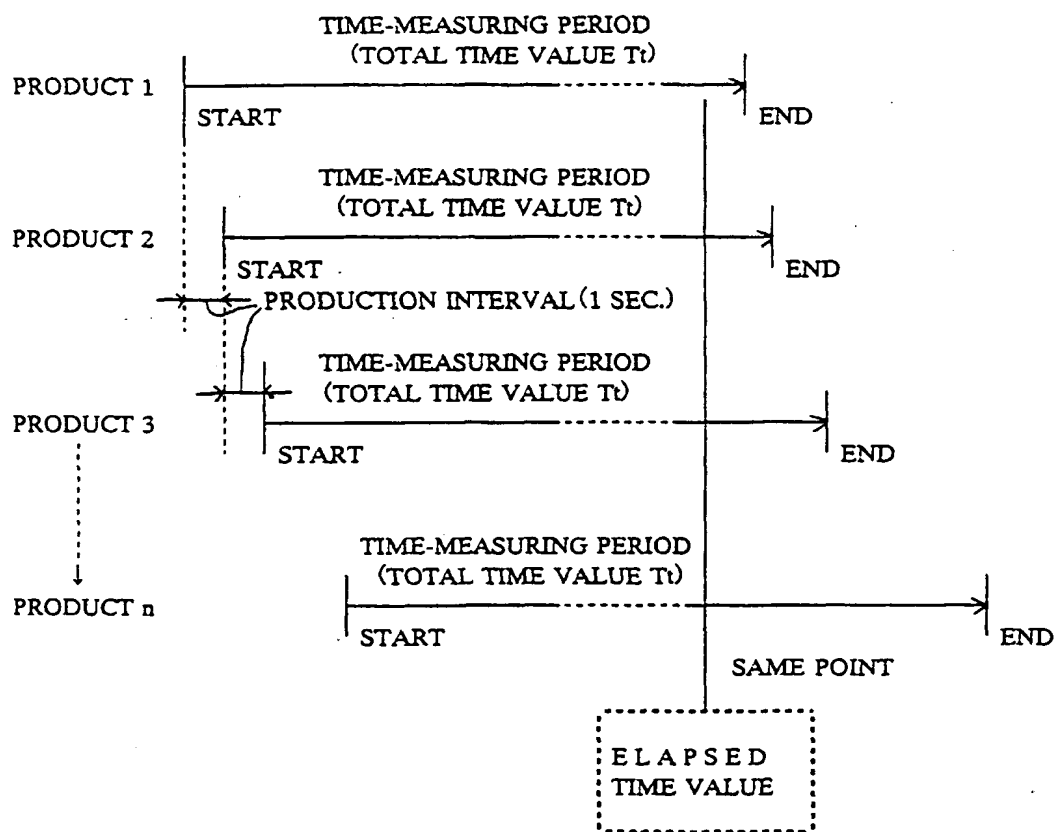 TIME-MEASURING PERIOD
(TOTAL TIME VALUE Tt)
PRODUCT 1
START
END
TIME-MEASURING PERIOD
(TOTAL TIME VALUE Tt)
PRODUCT 2
START
END
PRODUCTION INTERVAL (1 SEC.)
TIME-MEASURING PERIOD
(TOTAL TIME VALUE Tt)
PRODUCT 3
START
END
TIME-MEASURING PERIOD
(TOTAL TIME VALUE Tt)
PRODUCT n
START
END
SAME POINT
ELAPSED
TIME VALUE